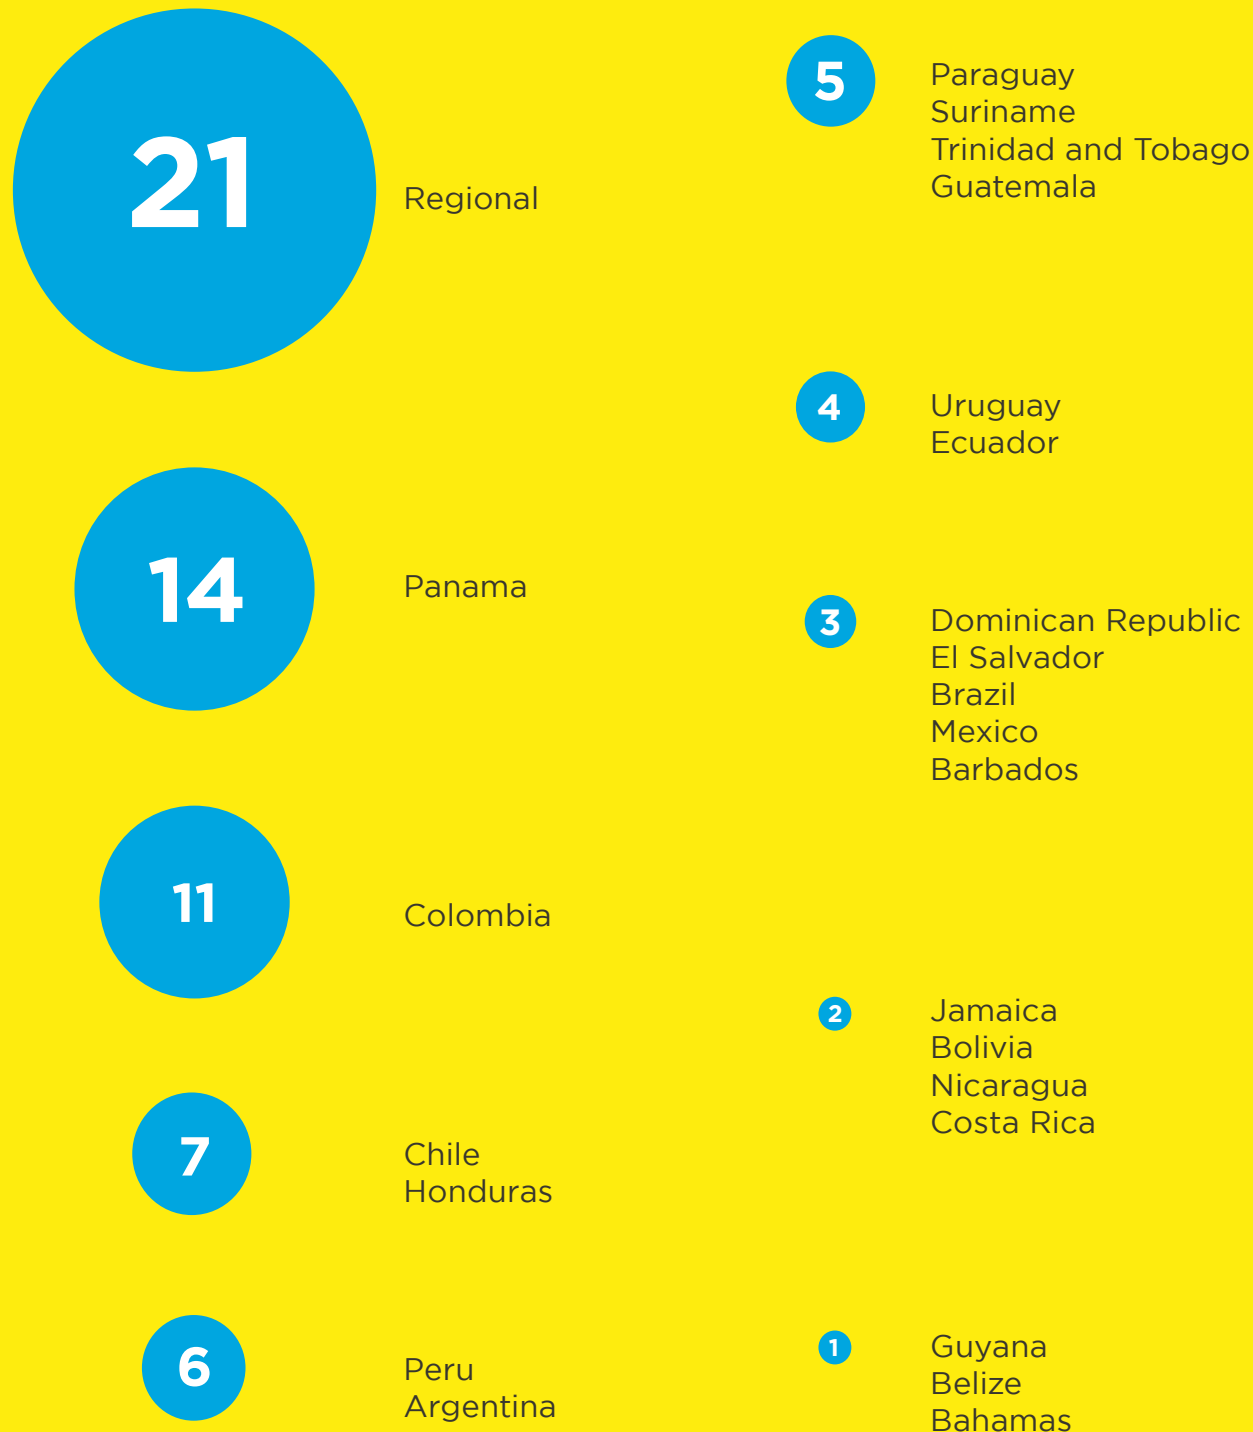 21
Regional
14
Panama
11
Colombia
7
Chile
Honduras
6
Peru
Argentina
5
Paraguay
Suriname
Trinidad and Tobago
Guatemala
4
Uruguay
Ecuador
3
Dominican Republic
El Salvador
Brazil
Mexico
Barbados
2
Jamaica
Bolivia
Nicaragua
Costa Rica
1
Guyana
Belize
Bahamas